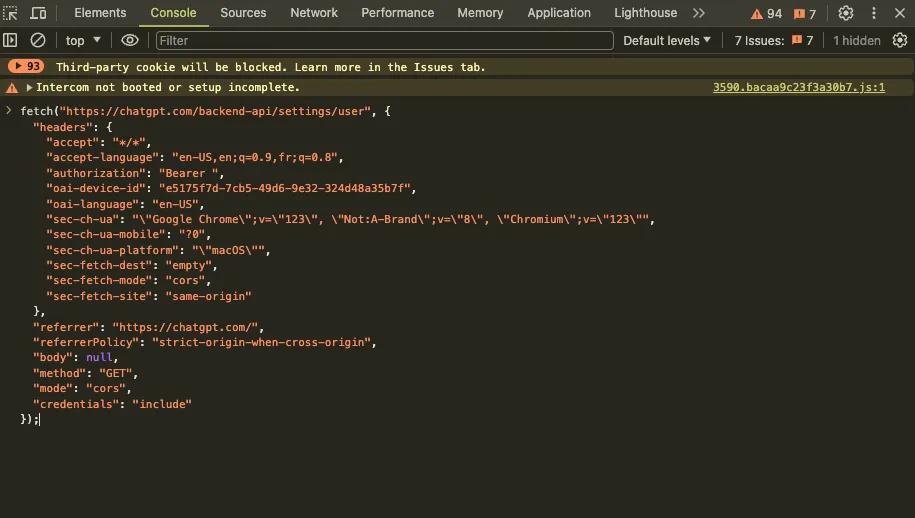 Elements Console Sources Network Performance Memory Application Lighthouse >> 94 7
top Filter Default levels 7 Issues: 7 1 hidden
93 Third-party cookie will be blocked. Learn more in the Issues tab.
Intercom not booted or setup incomplete. 3590.bacaa9c23f3a30b7.js:1
> fetch("https://chatgpt.com/backend-api/settings/user", {
"headers": {
"accept": "*/*",
"accept-language": "en-US,en;q=0.9,fr;q=0.8",
"authorization": "Bearer ",
"oai-device-id": "e5175f7d-7cb5-49d6-9e32-324d48a35b7f",
"oai-language": "en-US",
"sec-ch-ua": "\"Google Chrome\";v=\"123\", \"Not:A-Brand\";v=\"8\", \"Chromium\";v=\"123\"",
"sec-ch-ua-mobile": "?0",
"sec-ch-ua-platform": "\"macOS\"",
"sec-fetch-dest": "empty",
"sec-fetch-mode": "cors",
"sec-fetch-site": "same-origin"
},
"referrer": "https://chatgpt.com/",
"referrerPolicy": "strict-origin-when-cross-origin",
"body": null,
"method": "GET",
"mode": "cors",
"credentials": "include"
});